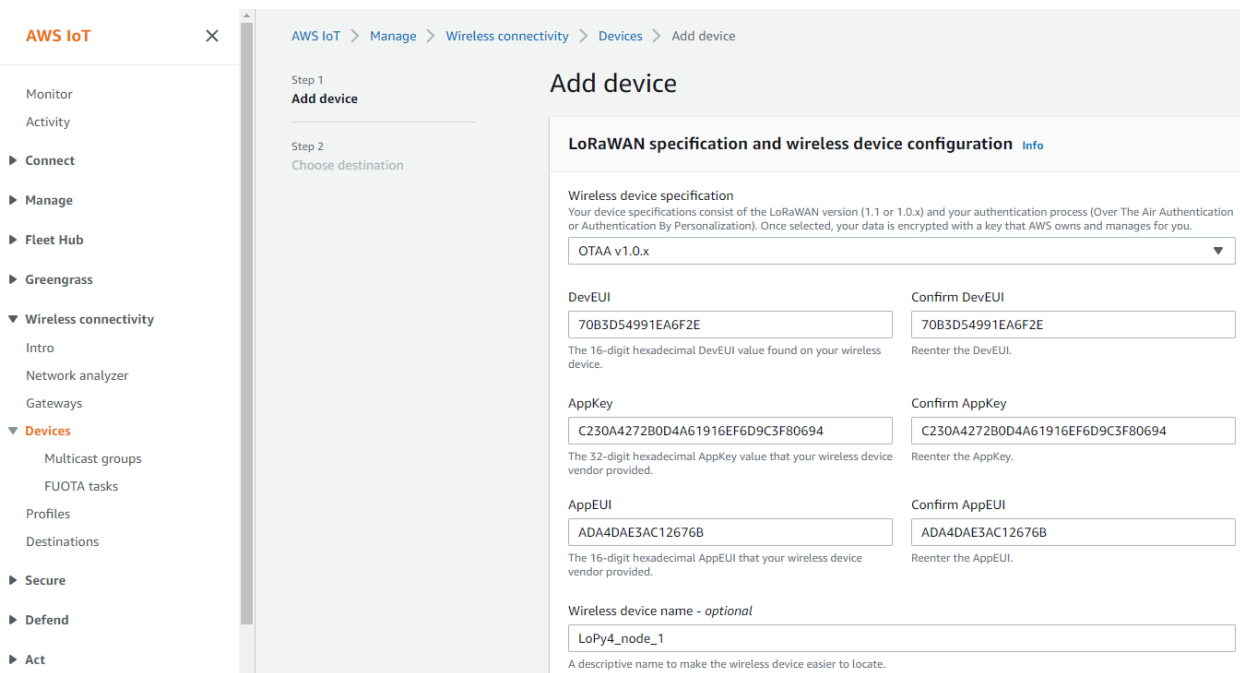 AWS IoT
Monitor
Activity
Connect
Manage
Fleet Hub
Greengrass
Wireless connectivity
Intro
Network analyzer
Gateways
Devices
Multicast groups
FUOTA tasks
Profiles
Destinations
Secure
Defend
Act
AWS IoT > Manage > Wireless connectivity > Devices > Add device
Step 1
Add device
Step 2
Choose destination
Add device
LoRaWAN specification and wireless device configuration Info
Wireless device specification
Your device specifications consist of the LoRaWAN version (1.1 or 1.0.x) and your authentication process (Over The Air Authentication
or Authentication By Personalization). Once selected, your data is encrypted with a key that AWS owns and manages for you.
OTAA v1.0.x
DevEUI
70B3D54991EA6F2E
The 16-digit hexadecimal DevEUI value found on your wireless
device.
Confirm DevEUI
70B3D54991EA6F2E
Reenter the DevEUI.
AppKey
C230A4272B0D4A61916EF6D9C3F80694
The 32-digit hexadecimal AppKey value that your wireless device
vendor provided.
Confirm AppKey
C230A4272B0D4A61916EF6D9C3F80694
Reenter the AppKey.
AppEUI
ADA4DAE3AC12676B
The 16-digit hexadecimal AppEUI that your wireless device
vendor provided.
Confirm AppEUI
ADA4DAE3AC12676B
Reenter the AppEUI.
Wireless device name - optional
LoPy4_node_1
A descriptive name to make the wireless device easier to locate.